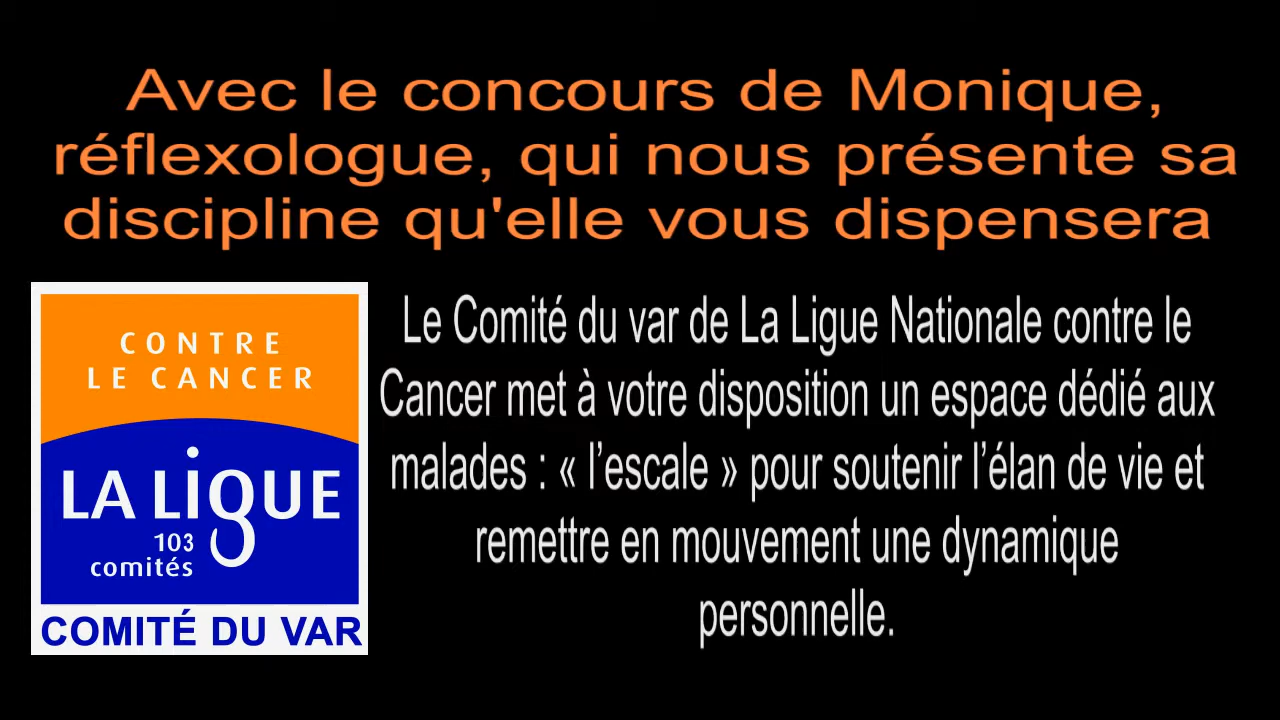 Avec le concours de Monique,
réflexologue, qui nous présente sa
discipline qu'elle vous dispensera
CONTRE
LE CANCER
LA LIGUE
103
comités
COMITÉ DU VAR
Le Comité du var de La Ligue Nationale contre le
Cancer met à votre disposition un espace dédié aux
malades : « l’escale » pour soutenir l’élan de vie et
remettre en mouvement une dynamique
personnelle.